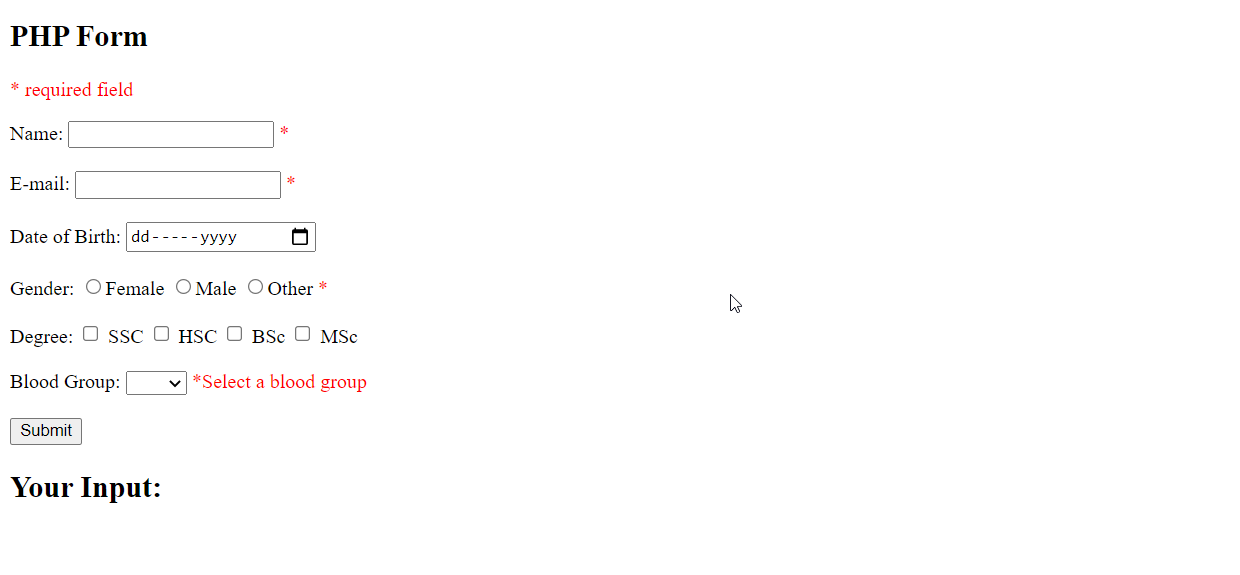 PHP Form
* required field
Name: *
E-mail: *
Date of Birth: dd-----yyyy
Gender: Female Male Other *
Degree: SSC HSC BSc MSc
Blood Group: *Select a blood group
Submit
Your Input: